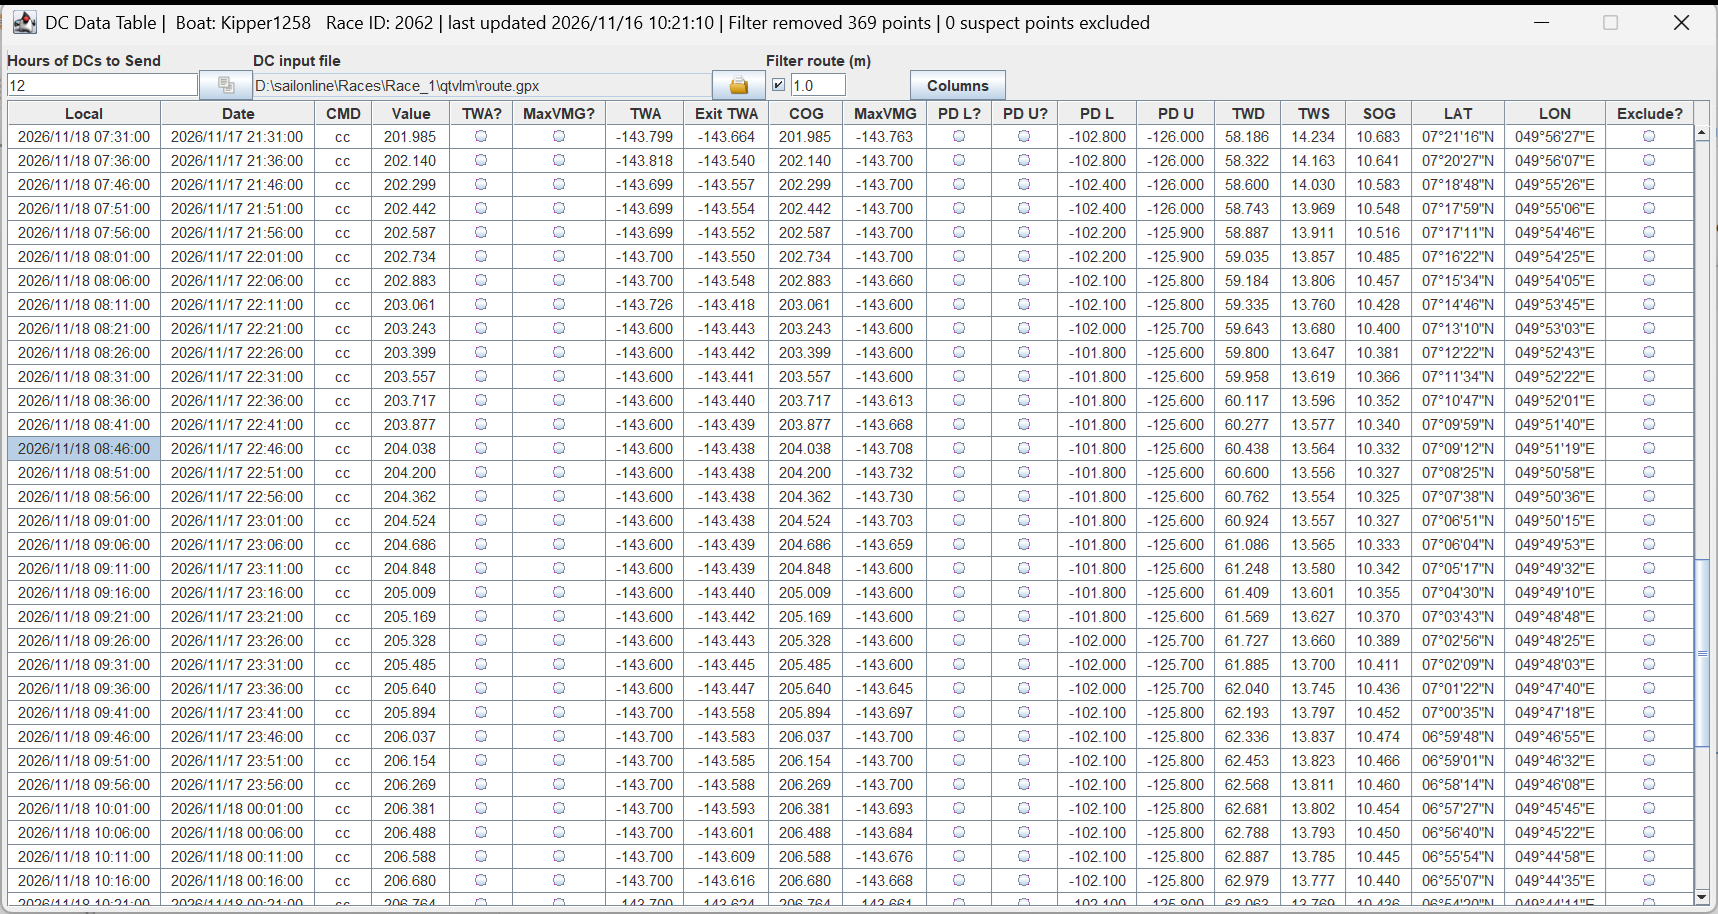 DC Data Table | Boat: Kipper1258 Race ID: 2062 | last updated 2026/11/16 10:21:10 | Filter removed 369 points | 0 suspect points excluded
Hours of DCs to Send DC input file Filter route (m)
12 D:\sailonline\Races\Race_1\qtvlm\route.gpx 1.0 Columns
Local Date CMD Value TWA? MaxVMG? TWA Exit TWA COG MaxVMG PD L? PD U? PD L PD U TWD TWS SOG LAT LON Exclude?
2026/11/18 07:31:00 2026/11/17 21:31:00 cc 201.985 -143.799 -143.664 201.985 -143.763 -102.800 -126.000 58.186 14.234 10.683 07°21'16"N 049°56'27"E
2026/11/18 07:36:00 2026/11/17 21:36:00 cc 202.140 -143.818 -143.540 202.140 -143.700 -102.800 -126.000 58.322 14.163 10.641 07°20'27"N 049°56'07"E
2026/11/18 07:46:00 2026/11/17 21:46:00 cc 202.299 -143.699 -143.557 202.299 -143.700 -102.400 -126.000 58.600 14.030 10.583 07°18'48"N 049°55'26"E
2026/11/18 07:51:00 2026/11/17 21:51:00 cc 202.442 -143.699 -143.554 202.442 -143.700 -102.400 -126.000 58.743 13.969 10.548 07°17'59"N 049°55'06"E
2026/11/18 07:56:00 2026/11/17 21:56:00 cc 202.587 -143.699 -143.552 202.587 -143.700 -102.200 -125.900 58.887 13.911 10.516 07°17'11"N 049°54'46"E
2026/11/18 08:01:00 2026/11/17 22:01:00 cc 202.734 -143.700 -143.550 202.734 -143.700 -102.200 -125.900 59.035 13.857 10.485 07°16'22"N 049°54'25"E
2026/11/18 08:06:00 2026/11/17 22:06:00 cc 202.883 -143.700 -143.548 202.883 -143.660 -102.100 -125.800 59.184 13.806 10.457 07°15'34"N 049°54'05"E
2026/11/18 08:11:00 2026/11/17 22:11:00 cc 203.061 -143.726 -143.418 203.061 -143.600 -102.100 -125.800 59.335 13.760 10.428 07°14'46"N 049°53'45"E
2026/11/18 08:21:00 2026/11/17 22:21:00 cc 203.243 -143.600 -143.443 203.243 -143.600 -102.000 -125.700 59.643 13.680 10.400 07°13'10"N 049°53'03"E
2026/11/18 08:26:00 2026/11/17 22:26:00 cc 203.399 -143.600 -143.442 203.399 -143.600 -101.800 -125.600 59.800 13.647 10.381 07°12'22"N 049°52'43"E
2026/11/18 08:31:00 2026/11/17 22:31:00 cc 203.557 -143.600 -143.441 203.557 -143.600 -101.800 -125.600 59.958 13.619 10.366 07°11'34"N 049°52'22"E
2026/11/18 08:36:00 2026/11/17 22:36:00 cc 203.717 -143.600 -143.440 203.717 -143.613 -101.800 -125.600 60.117 13.596 10.352 07°10'47"N 049°52'01"E
2026/11/18 08:41:00 2026/11/17 22:41:00 cc 203.877 -143.600 -143.439 203.877 -143.668 -101.800 -125.600 60.277 13.577 10.340 07°09'59"N 049°51'40"E
2026/11/18 08:46:00 2026/11/17 22:46:00 cc 204.038 -143.600 -143.438 204.038 -143.708 -101.800 -125.600 60.438 13.564 10.332 07°09'12"N 049°51'19"E
2026/11/18 08:51:00 2026/11/17 22:51:00 cc 204.200 -143.600 -143.438 204.200 -143.732 -101.800 -125.600 60.600 13.556 10.327 07°08'25"N 049°50'58"E
2026/11/18 08:56:00 2026/11/17 22:56:00 cc 204.362 -143.600 -143.438 204.362 -143.730 -101.800 -125.600 60.762 13.554 10.325 07°07'38"N 049°50'36"E
2026/11/18 09:01:00 2026/11/17 23:01:00 cc 204.524 -143.600 -143.438 204.524 -143.703 -101.800 -125.600 60.924 13.557 10.327 07°06'51"N 049°50'15"E
2026/11/18 09:06:00 2026/11/17 23:06:00 cc 204.686 -143.600 -143.439 204.686 -143.659 -101.800 -125.600 61.086 13.565 10.333 07°06'04"N 049°49'53"E
2026/11/18 09:11:00 2026/11/17 23:11:00 cc 204.848 -143.600 -143.439 204.848 -143.600 -101.800 -125.600 61.248 13.580 10.342 07°05'17"N 049°49'32"E
2026/11/18 09:16:00 2026/11/17 23:16:00 cc 205.009 -143.600 -143.440 205.009 -143.600 -101.800 -125.600 61.409 13.601 10.355 07°04'30"N 049°49'10"E
2026/11/18 09:21:00 2026/11/17 23:21:00 cc 205.169 -143.600 -143.442 205.169 -143.600 -101.800 -125.600 61.569 13.627 10.370 07°03'43"N 049°48'48"E
2026/11/18 09:26:00 2026/11/17 23:26:00 cc 205.328 -143.600 -143.443 205.328 -143.600 -102.000 -125.700 61.727 13.660 10.389 07°02'56"N 049°48'25"E
2026/11/18 09:31:00 2026/11/17 23:31:00 cc 205.485 -143.600 -143.445 205.485 -143.600 -102.000 -125.700 61.885 13.700 10.411 07°02'09"N 049°48'03"E
2026/11/18 09:36:00 2026/11/17 23:36:00 cc 205.640 -143.600 -143.447 205.640 -143.645 -102.000 -125.700 62.040 13.745 10.436 07°01'22"N 049°47'40"E
2026/11/18 09:41:00 2026/11/17 23:41:00 cc 205.894 -143.700 -143.558 205.894 -143.697 -102.100 -125.800 62.193 13.797 10.452 07°00'35"N 049°47'18"E
2026/11/18 09:46:00 2026/11/17 23:46:00 cc 206.037 -143.700 -143.583 206.037 -143.700 -102.100 -125.800 62.336 13.837 10.474 06°59'48"N 049°46'55"E
2026/11/18 09:51:00 2026/11/17 23:51:00 cc 206.154 -143.700 -143.585 206.154 -143.700 -102.100 -125.800 62.453 13.823 10.466 06°59'01"N 049°46'32"E
2026/11/18 09:56:00 2026/11/17 23:56:00 cc 206.269 -143.700 -143.588 206.269 -143.700 -102.100 -125.800 62.568 13.811 10.460 06°58'14"N 049°46'08"E
2026/11/18 10:01:00 2026/11/18 00:01:00 cc 206.381 -143.700 -143.593 206.381 -143.693 -102.100 -125.800 62.681 13.802 10.454 06°57'27"N 049°45'45"E
2026/11/18 10:06:00 2026/11/18 00:06:00 cc 206.488 -143.700 -143.601 206.488 -143.684 -102.100 -125.800 62.788 13.793 10.450 06°56'40"N 049°45'22"E
2026/11/18 10:11:00 2026/11/18 00:11:00 cc 206.588 -143.700 -143.609 206.588 -143.676 -102.100 -125.800 62.887 13.785 10.445 06°55'54"N 049°44'58"E
2026/11/18 10:16:00 2026/11/18 00:16:00 cc 206.680 -143.700 -143.616 206.680 -143.668 -102.100 -125.800 62.979 13.777 10.440 06°55'07"N 049°44'35"E
2026/11/18 10:21:00 2026/11/18 00:21:00 cc 206.764 -143.700 -143.624 206.764 -143.661 -102.100 -125.800 63.063 13.769 10.436 06°54'20"N 049°44'11"E